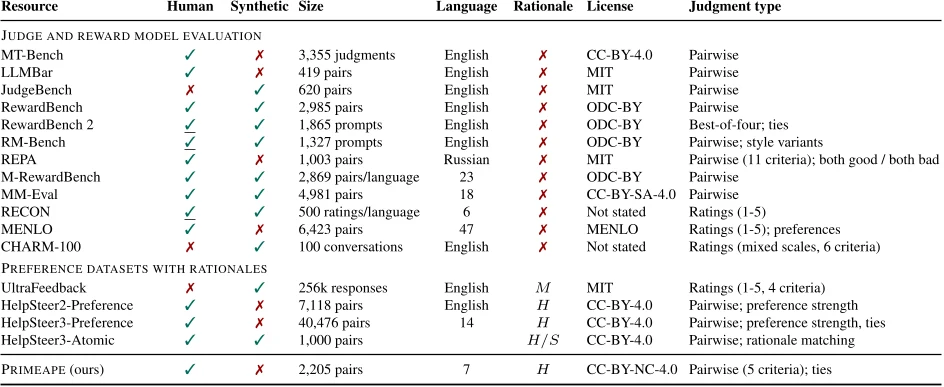 Resource Human Synthetic Size Language Rationale License Judgment type
JUDGE AND REWARD MODEL EVALUATION
MT-Bench ✓ ✗ 3,355 judgments English ✗ CC-BY-4.0 Pairwise
LLMBar ✓ ✗ 419 pairs English ✗ MIT Pairwise
JudgeBench ✗ ✓ 620 pairs English ✗ MIT Pairwise
RewardBench ✓ ✓ 2,985 pairs English ✗ ODC-BY Pairwise
RewardBench 2 ✓ ✓ 1,865 prompts English ✗ ODC-BY Best-of-four; ties
RM-Bench ✓ ✓ 1,327 prompts English ✗ ODC-BY Pairwise; style variants
REPA ✓ ✗ 1,003 pairs Russian ✗ MIT Pairwise (11 criteria); both good / both bad
M-RewardBench ✓ ✓ 2,869 pairs/language 23 ✗ ODC-BY Pairwise
MM-Eval ✓ ✓ 4,981 pairs 18 ✗ CC-BY-SA-4.0 Pairwise
RECON ✓ ✓ 500 ratings/language 6 ✗ Not stated Ratings (1-5)
MENLO ✓ ✗ 6,423 pairs 47 ✗ MENLO Ratings (1-5); preferences
CHARM-100 ✗ ✓ 100 conversations English ✗ Not stated Ratings (mixed scales, 6 criteria)
PREFERENCE DATASETS WITH RATIONALES
UltraFeedback ✗ ✓ 256k responses English M MIT Ratings (1-5, 4 criteria)
HelpSteer2-Preference ✓ ✗ 7,118 pairs English H CC-BY-4.0 Pairwise; preference strength
HelpSteer3-Preference ✓ ✗ 40,476 pairs 14 H CC-BY-4.0 Pairwise; preference strength, ties
HelpSteer3-Atomic ✓ ✓ 1,000 pairs H/S CC-BY-4.0 Pairwise; rationale matching
PRIMEAPE (ours) ✓ ✗ 2,205 pairs 7 H CC-BY-NC-4.0 Pairwise (5 criteria); ties